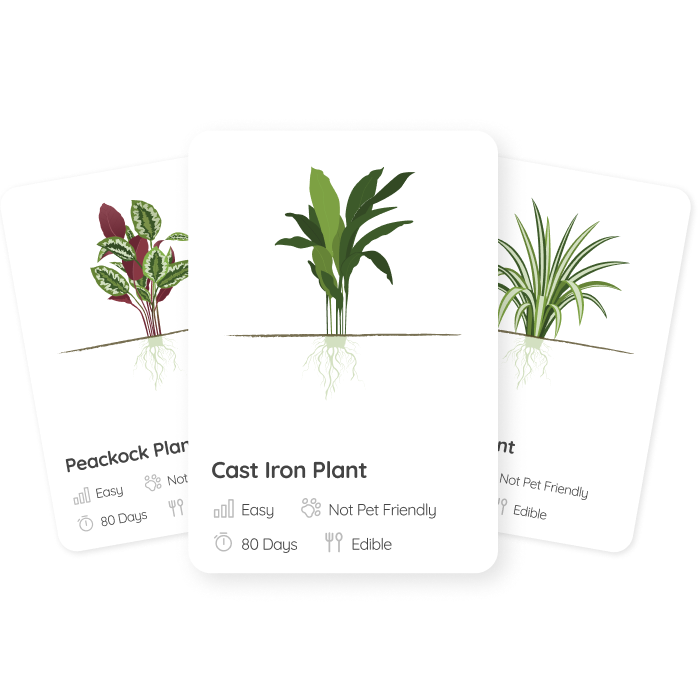 Peackock Plan
Easy
Not
80 Days
Cast Iron Plant
Easy
Not Pet Friendly
80 Days
Edible
nt
Not Pet Friendly
Edible